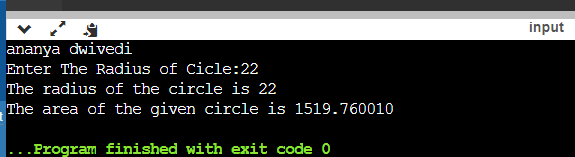 input
ananya dwivedi
Enter The Radius of Cicle:22
The radius of the circle is 22
The area of the given circle is 1519.760010
...Program finished with exit code 0